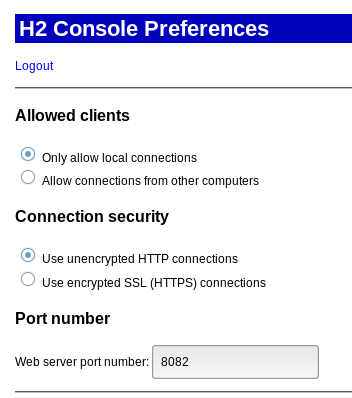 H2 Console Preferences
Logout
Allowed clients
Only allow local connections
Allow connections from other computers
Connection security
Use unencrypted HTTP connections
Use encrypted SSL (HTTPS) connections
Port number
Web server port number: 8082